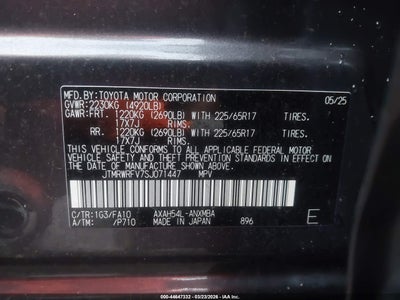 MFD.BY:TOYOTA MOTOR CORPORATION 05/25
GVWR:2230KG (4920LB)
GAWR:FRT. 1220KG (2690LB) WITH 225/65R17 TIRES.
17X7J RIMS.
RR. 1220KG (2690LB) WITH 225/65R17 TIRES.
17X7J RIMS.
THIS VEHICLE CONFORMS TO ALL APPLICABLE
FEDERAL MOTOR VEHICLE SAFETY, BUMPER, AND
THEFT PREVENTION STANDARDS IN EFFECT ON
THE DATE OF MANUFACTURE SHOWN ABOVE.
JTMRWRFV7SJ071447 MPV
C/TR:1G3/FA10 AXAH54L-ANXMBA
A/TM: /P710 MADE IN JAPAN 896 E
000-44647332 - 03/23/2026 - © COPYRIGHT IAA, LLC